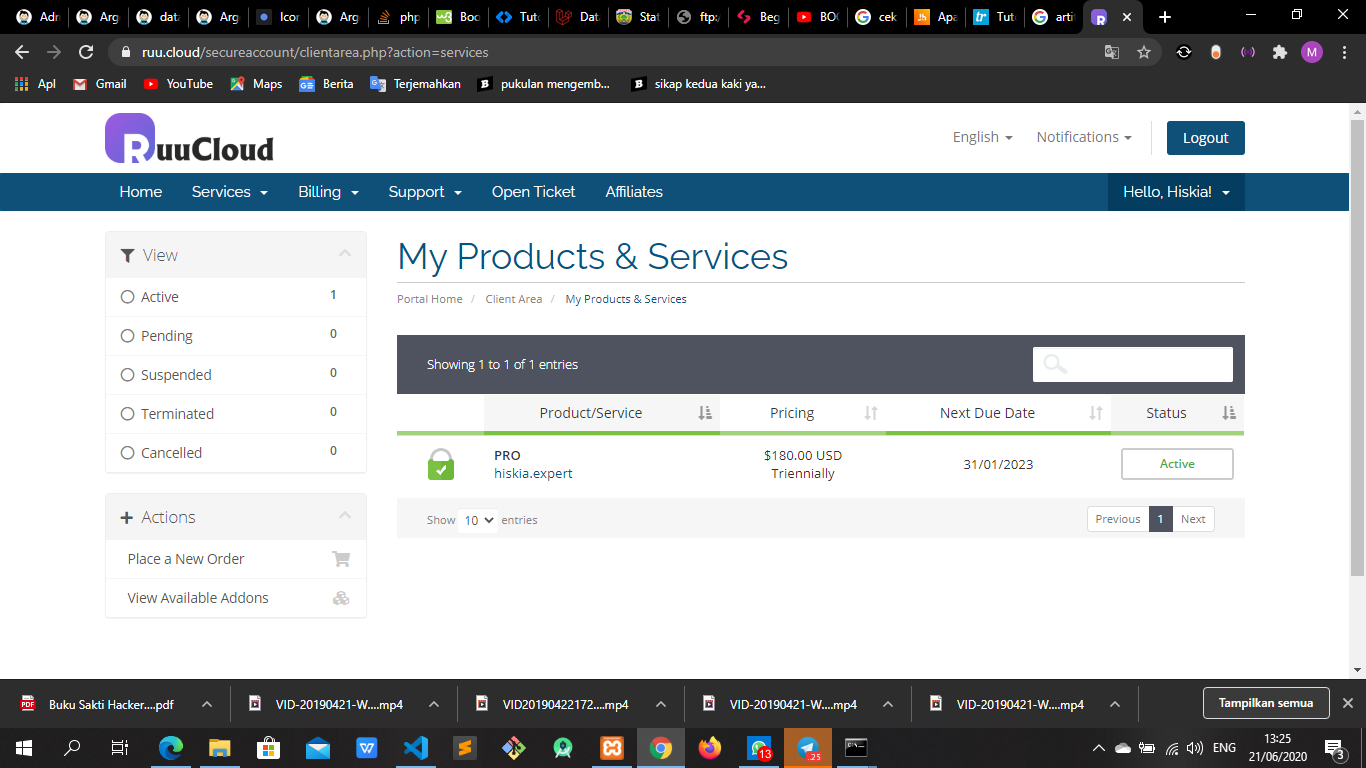 Adr
Arg
data
Arg
Icor
Arg
php
Boo
Tuto
Data
Stat
ftp:/
Beg
BOO
cek
Apa
Tuto
arti
ruu.cloud/secureaccount/clientarea.php?action=services
M
Apl
Gmail
YouTube
Maps
Berita
Terjemahkan
pukulan mengemb...
sikap kedua kaki ya...
RuuCloud
English
Notifications
Logout
Home
Services
Billing
Support
Open Ticket
Affiliates
Hello, Hiskia!
View
Active 1
Pending 0
Suspended 0
Terminated 0
Cancelled 0
Actions
Place a New Order
View Available Addons
My Products & Services
Portal Home / Client Area / My Products & Services
Showing 1 to 1 of 1 entries
Product/Service Pricing Next Due Date Status
PRO
hiskia.expert
$180.00 USD
Triennially
31/01/2023
Active
Show 10 entries
Previous 1 Next
Buku Sakti Hacker....pdf
VID-20190421-W....mp4
VID20190422172....mp4
VID-20190421-W....mp4
VID-20190421-W....mp4
Tampilkan semua
13
.25
ENG
13:25
21/06/2020
3